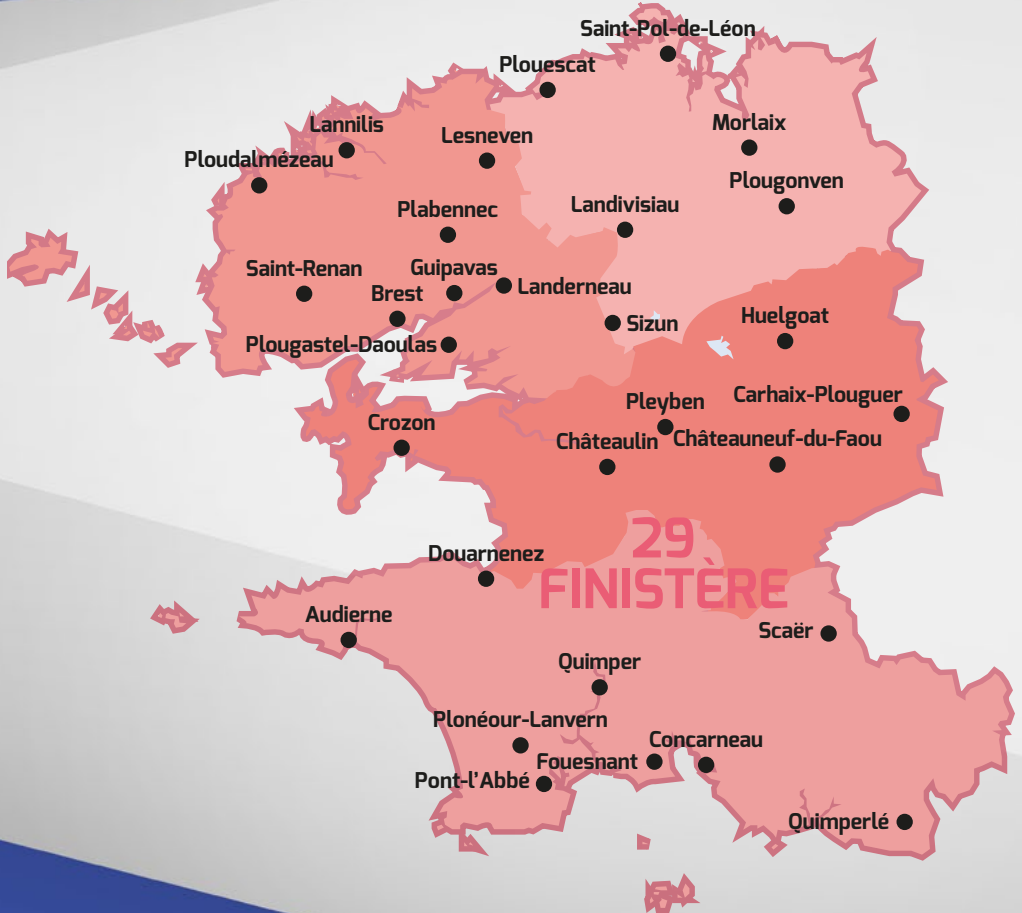 Saint-Pol-de-Léon
Plouescat
Lannilis
Lesneven
Morlaix
Ploudalmézeau
Plougonven
Plabennec
Landivisiau
Saint-Renan
Guipavas
Landerneau
Brest
Sizun
Huelgoat
Plougastel-Daoulas
Pleyben
Carhaix-Plouguer
Crozon
Châteaulin
Châteauneuf-du-Faou
29
FINISTÈRE
Douarnenez
Audierne
Scaër
Quimper
Plonéour-Lanvern
Concarneau
Fouesnant
Pont-l'Abbé
Quimperlé